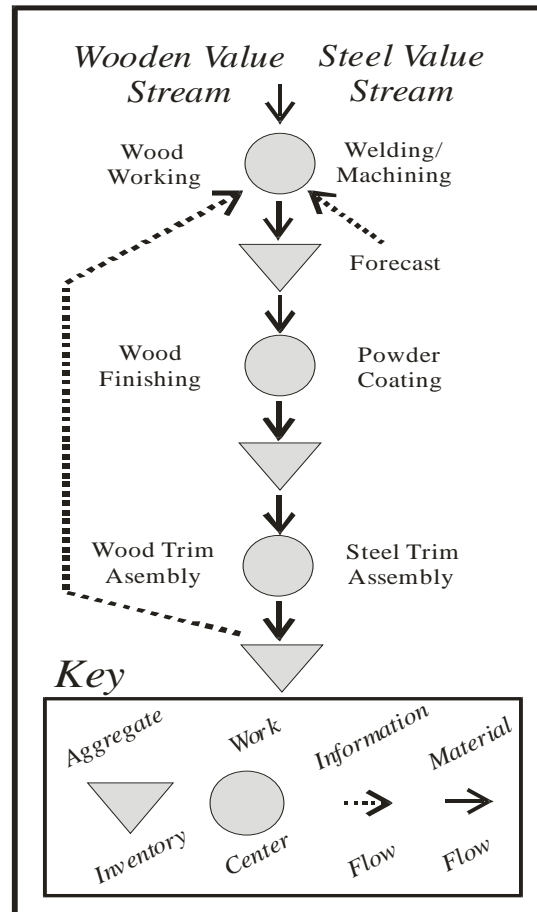 Wooden Value
Stream
Steel Value
Stream
Wood
Working
Welding/
Machining
Forecast
Wood
Finishing
Powder
Coating
Wood Trim
Asembly
Steel Trim
Assembly
Key
Aggregate
Inventory
Work
Center
Information
Flow
Material
Flow